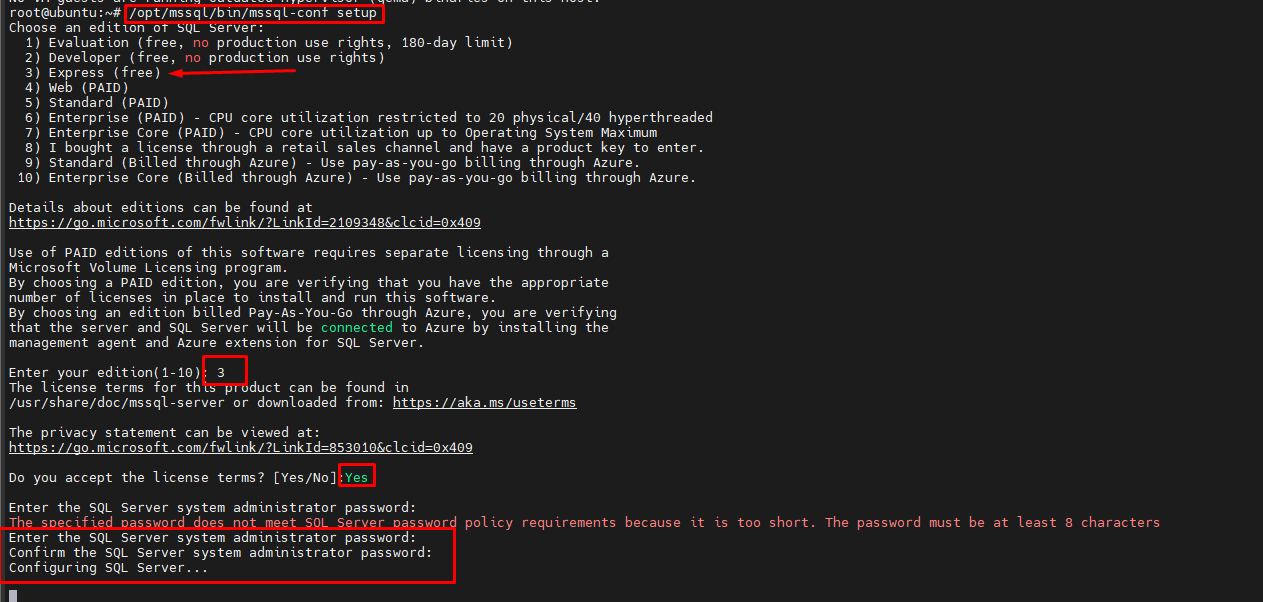 root@ubuntu:~# /opt/mssql/bin/mssql-conf setup
Choose an edition of SQL Server:
1) Evaluation (free, no production use rights, 180-day limit)
2) Developer (free, no production use rights)
3) Express (free)
4) Web (PAID)
5) Standard (PAID)
6) Enterprise (PAID) - CPU core utilization restricted to 20 physical/40 hyperthreaded
7) Enterprise Core (PAID) - CPU core utilization up to Operating System Maximum
8) I bought a license through a retail sales channel and have a product key to enter.
9) Standard (Billed through Azure) - Use pay-as-you-go billing through Azure.
10) Enterprise Core (Billed through Azure) - Use pay-as-you-go billing through Azure.
Details about editions can be found at
https://go.microsoft.com/fwlink/?LinkId=2109348&clcid=0x409
Use of PAID editions of this software requires separate licensing through a
Microsoft Volume Licensing program.
By choosing a PAID edition, you are verifying that you have the appropriate
number of licenses in place to install and run this software.
By choosing an edition billed Pay-As-You-Go through Azure, you are verifying
that the server and SQL Server will be connected to Azure by installing the
management agent and Azure extension for SQL Server.
Enter your edition(1-10): 3
The license terms for this product can be found in
/usr/share/doc/mssql-server or downloaded from: https://aka.ms/useterms
The privacy statement can be viewed at:
https://go.microsoft.com/fwlink/?LinkId=853010&clcid=0x409
Do you accept the license terms? [Yes/No]:Yes
Enter the SQL Server system administrator password:
The specified password does not meet SQL Server password policy requirements because it is too short. The password must be at least 8 characters
Enter the SQL Server system administrator password:
Confirm the SQL Server system administrator password:
Configuring SQL Server...